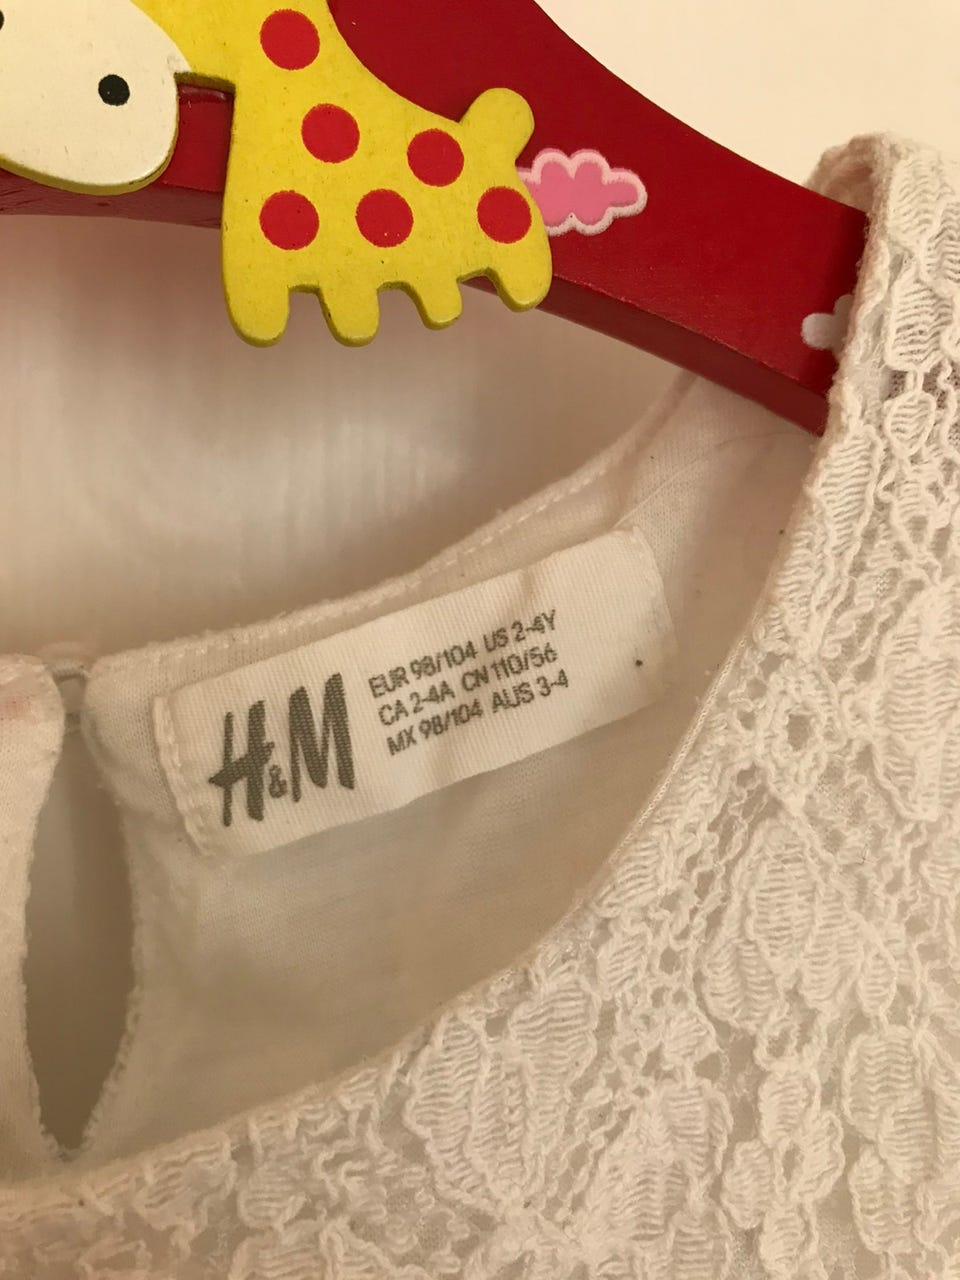 H&M
EUR 98/104 US 2-4Y
CA 2-4A CN 110/56
MX 98/104 AUS 3-4